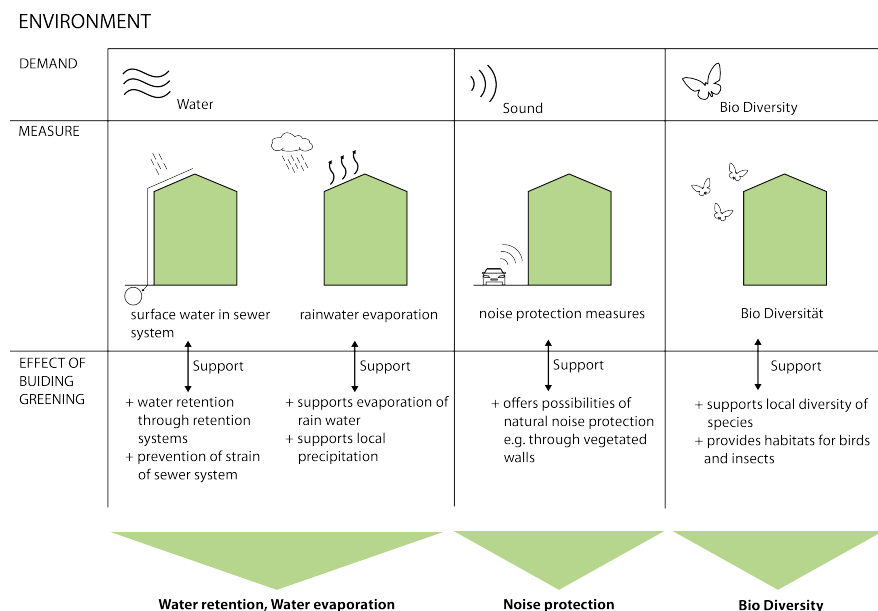 ENVIRONMENT
DEMAND
Water
Sound
Bio Diversity
MEASURE
surface water in sewer
system
rainwater evaporation
noise protection measures
Bio Diversität
EFFECT OF
BUIDING
GREENING
Support
Support
Support
Support
+ water retention
through retention
systems
+ prevention of strain
of sewer system
+ supports evaporation of
rain water
+ supports local
precipitation
+ offers possibilities of
natural noise protection
e.g. through vegetated
walls
+ supports local diversity of
species
+ provides habitats for birds
and insects
Water retention, Water evaporation
Noise protection
Bio Diversity